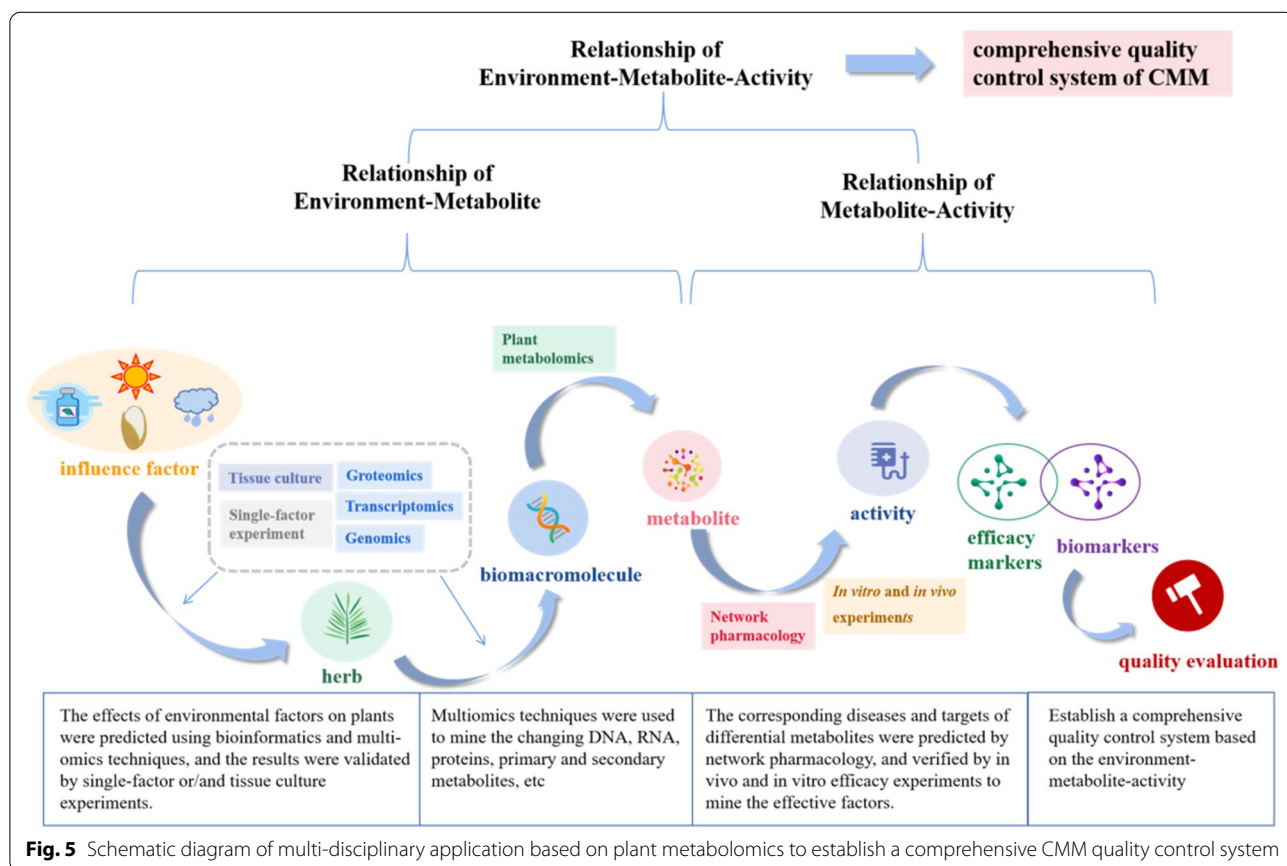 Relationship of
Environment-Metabolite-Activity
comprehensive quality
control system of CMM
Relationship of
Environment-Metabolite
Relationship of
Metabolite-Activity
Plant
metabolomics
influence factor
Tissue culture
Groteomics
Single-factor
experiment
Transcriptomics
Genomics
herb
biomacromolecule
metabolite
Network
pharmacology
In vitro and in vivo
experiments
activity
efficacy
markers
biomarkers
quality evaluation
The effects of environmental factors on plants
were predicted using bioinformatics and multi-
omics techniques, and the results were validated
by single-factor or/and tissue culture
experiments.
Multiomics techniques were used
to mine the changing DNA, RNA,
proteins, primary and secondary
metabolites, etc
The corresponding diseases and targets of
differential metabolites were predicted by
network pharmacology, and verified by in
vivo and in vitro efficacy experiments to
mine the effective factors.
Establish a comprehensive
quality control system based
on the environment-
metabolite-activity
Fig. 5 Schematic diagram of multi-disciplinary application based on plant metabolomics to establish a comprehensive CMM quality control system